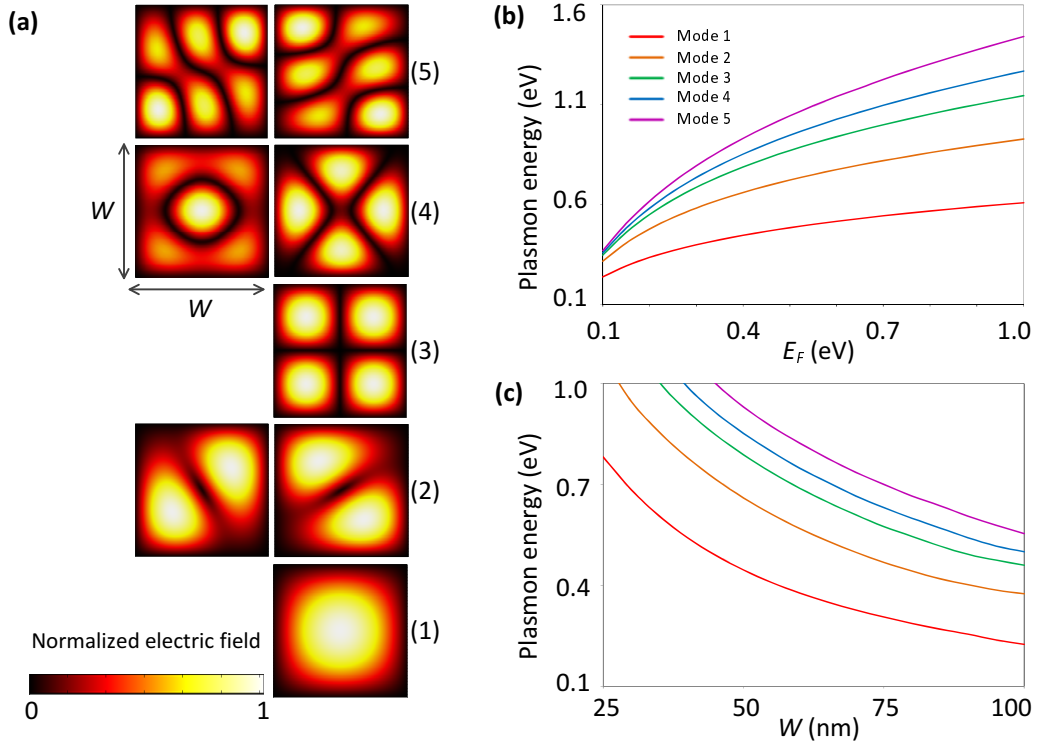 (a)
(5)
(4)
W
W
(3)
(2)
(1)
Normalized electric field
0 1
(b)
1.6
1.1
0.6
0.1
Plasmon energy (eV)
Mode 1
Mode 2
Mode 3
Mode 4
Mode 5
0.1 0.4 0.7 1.0
E_F (eV)
(c)
1.0
0.7
0.4
0.1
Plasmon energy (eV)
25 50 75 100
W (nm)